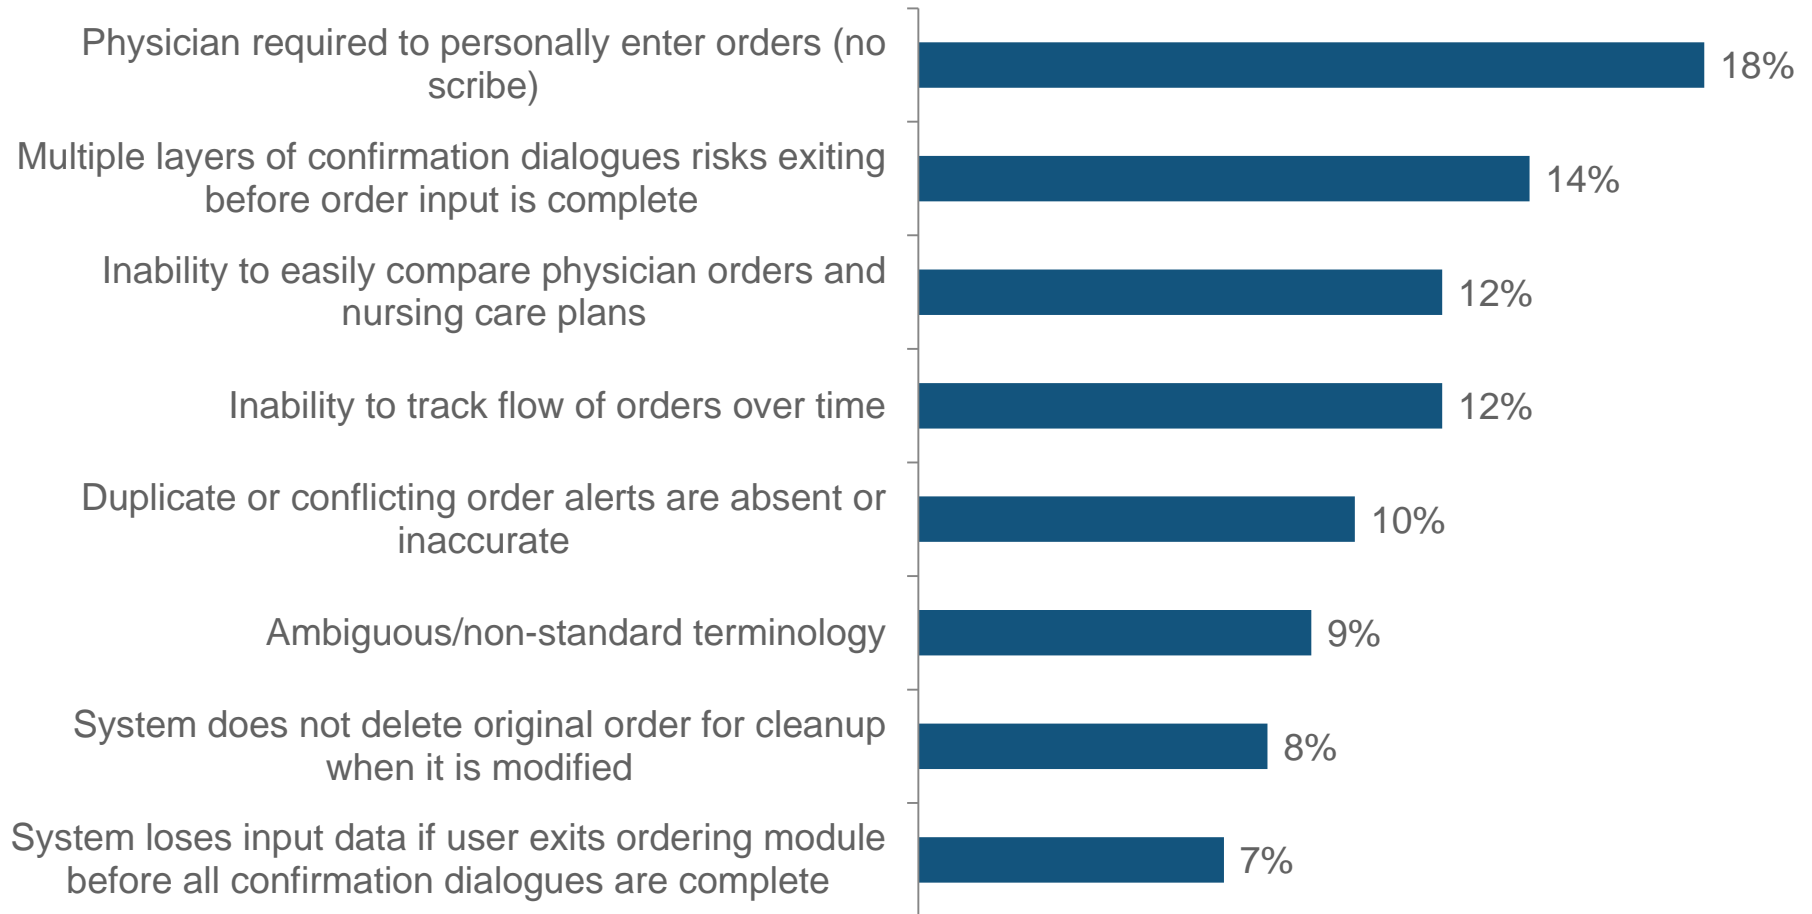 Physician required to personally enter orders (no
scribe)
18%
Multiple layers of confirmation dialogues risks exiting
before order input is complete
14%
Inability to easily compare physician orders and
nursing care plans
12%
Inability to track flow of orders over time
12%
Duplicate or conflicting order alerts are absent or
inaccurate
10%
Ambiguous/non-standard terminology
9%
System does not delete original order for cleanup
when it is modified
8%
System loses input data if user exits ordering module
before all confirmation dialogues are complete
7%